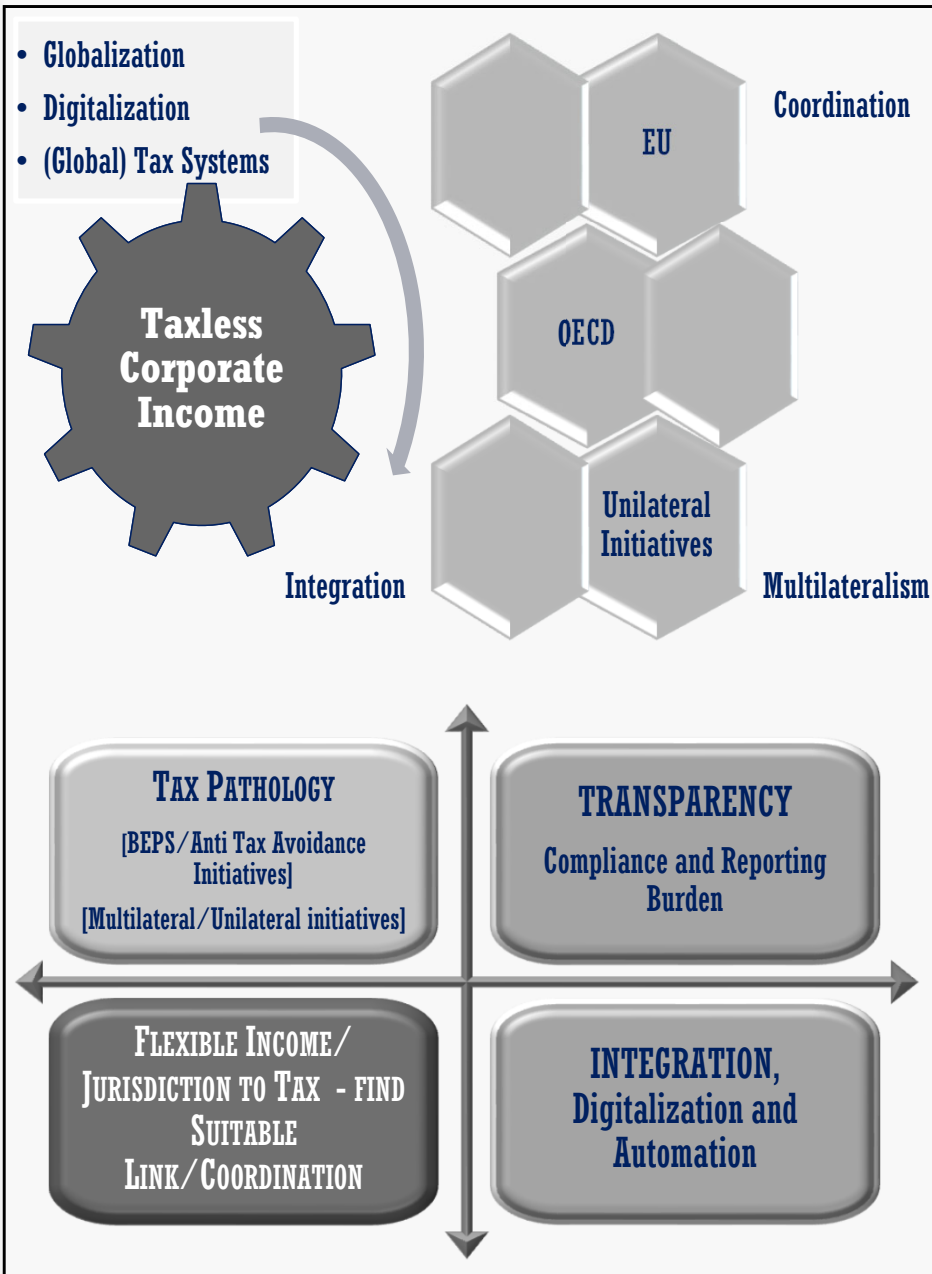 • Globalization
• Digitalization
• (Global) Tax Systems
Taxless
Corporate
Income
EU
Coordination
OECD
Unilateral
Initiatives
Integration
Multilateralism
TAX PATHOLOGY
[BEPS/Anti Tax Avoidance
Initiatives]
[Multilateral/Unilateral initiatives]
TRANSPARENCY
Compliance and Reporting
Burden
FLEXIBLE INCOME/
JURISDICTION TO TAX - FIND
SUITABLE
LINK/COORDINATION
INTEGRATION,
Digitalization and
Automation